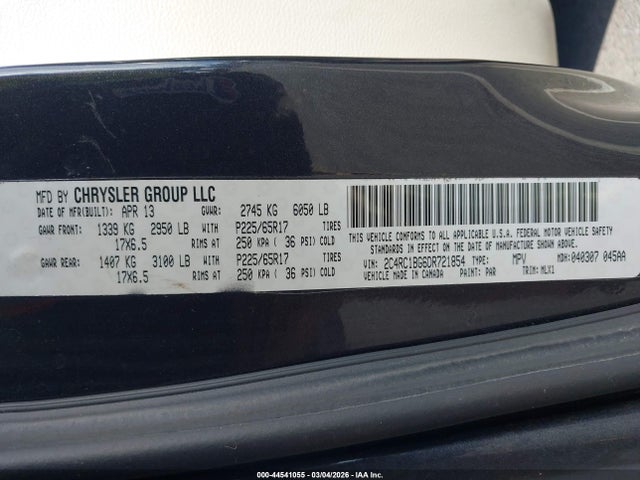 MFD BY CHRYSLER GROUP LLC
DATE OF MFR(BUILT): APR 13 GVWR: 2745 KG 6050 LB
GAWR FRONT: 1339 KG 2950 LB WITH P225/65R17 TIRES
17X6.5 RIMS AT 250 KPA ( 36 PSI) COLD
GAWR REAR: 1407 KG 3100 LB WITH P225/65R17 TIRES
17X6.5 RIMS AT 250 KPA ( 36 PSI) COLD
THIS VEHICLE CONFORMS TO ALL APPLICABLE U.S.A. FEDERAL MOTOR VEHICLE SAFETY
STANDARDS IN EFFECT ON THE DATE OF MANUFACTURE SHOWN ABOVE.
VIN: 2C4RC1BG6DR721854 TYPE: MPV MDH: 040307 045AA
VEHICLE MADE IN CANADA PAINT: PAR TRIM: MLX1
000-44541055 | 03/04/2026 | IAA Inc.